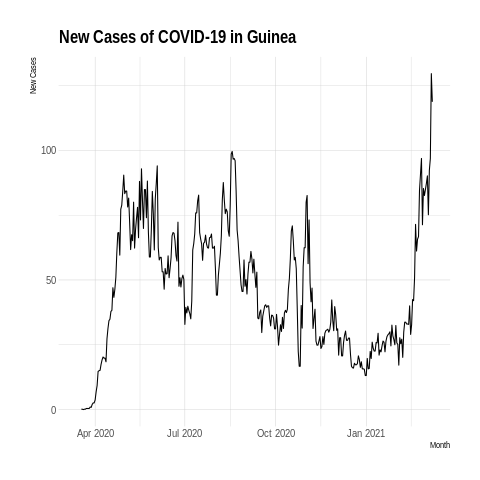 New Cases of COVID-19 in Guinea
New Cases
100
50
0
Apr 2020
Jul 2020
Oct 2020
Jan 2021
Month